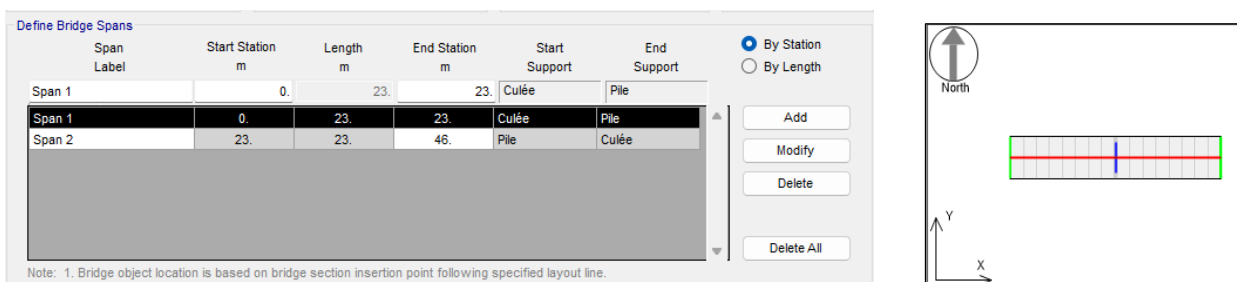 Define Bridge Spans
Span Label
Start Station m
Length m
End Station m
Start Support
End Support
By Station
By Length
Span 1 0. 23. 23. Culée Pile
Span 1 0. 23. 23. Culée Pile
Span 2 23. 23. 46. Pile Culée
Add
Modify
Delete
Delete All
Note: 1. Bridge object location is based on bridge section insertion point following specified layout line.
North
Y
X